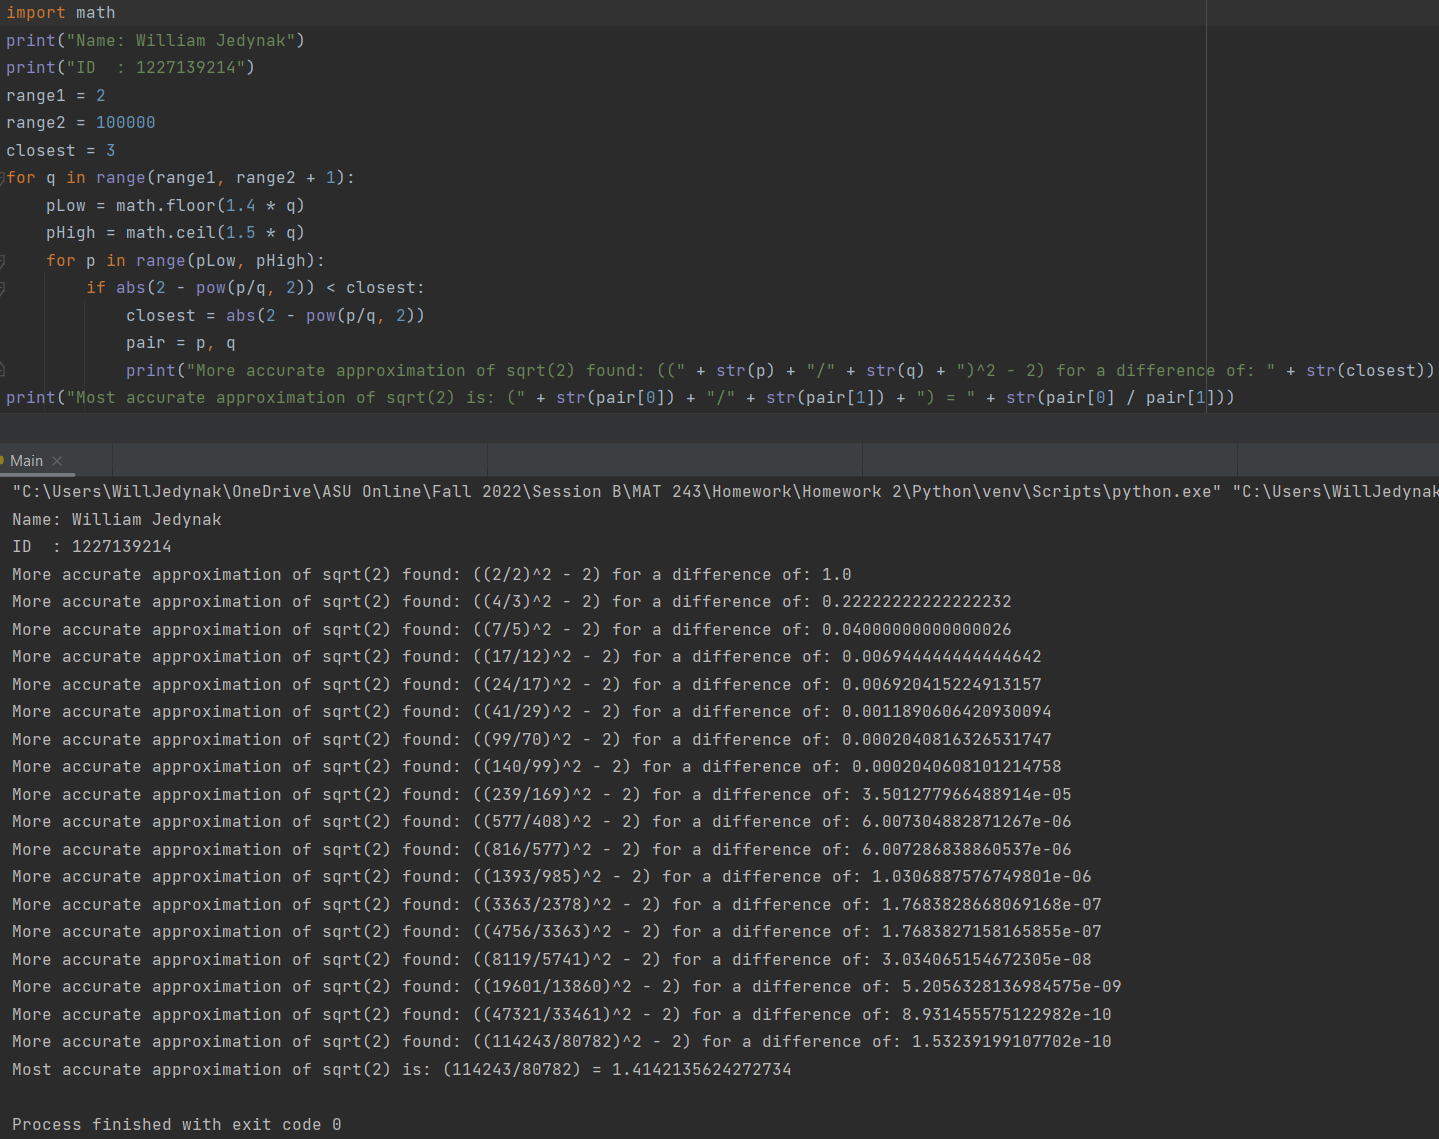 import math
print("Name: William Jedynak")
print("ID  : 1227139214")
range1 = 2
range2 = 100000
closest = 3
for q in range(range1, range2 + 1):
    pLow = math.floor(1.4 * q)
    pHigh = math.ceil(1.5 * q)
    for p in range(pLow, pHigh):
        if abs(2 - pow(p/q, 2)) < closest:
            closest = abs(2 - pow(p/q, 2))
            pair = p, q
            print("More accurate approximation of sqrt(2) found: ((" + str(p) + "/" + str(q) + ")^2 - 2) for a difference of: " + str(closest))
print("Most accurate approximation of sqrt(2) is: (" + str(pair[0]) + "/" + str(pair[1]) + ") = " + str(pair[0] / pair[1]))
Main
"C:\Users\WillJedynak\OneDrive\ASU Online\Fall 2022\Session B\MAT 243\Homework\Homework 2\Python\venv\Scripts\python.exe" "C:\Users\WillJedynak
Name: William Jedynak
ID  : 1227139214
More accurate approximation of sqrt(2) found: ((2/2)^2 - 2) for a difference of: 1.0
More accurate approximation of sqrt(2) found: ((4/3)^2 - 2) for a difference of: 0.22222222222222232
More accurate approximation of sqrt(2) found: ((7/5)^2 - 2) for a difference of: 0.04000000000000026
More accurate approximation of sqrt(2) found: ((17/12)^2 - 2) for a difference of: 0.006944444444444642
More accurate approximation of sqrt(2) found: ((24/17)^2 - 2) for a difference of: 0.006920415224913157
More accurate approximation of sqrt(2) found: ((41/29)^2 - 2) for a difference of: 0.0011890606420930094
More accurate approximation of sqrt(2) found: ((99/70)^2 - 2) for a difference of: 0.0002040816326531747
More accurate approximation of sqrt(2) found: ((140/99)^2 - 2) for a difference of: 0.0002040608101214758
More accurate approximation of sqrt(2) found: ((239/169)^2 - 2) for a difference of: 3.501277966488914e-05
More accurate approximation of sqrt(2) found: ((577/408)^2 - 2) for a difference of: 6.007304882871267e-06
More accurate approximation of sqrt(2) found: ((816/577)^2 - 2) for a difference of: 6.007286838860537e-06
More accurate approximation of sqrt(2) found: ((1393/985)^2 - 2) for a difference of: 1.0306887576749801e-06
More accurate approximation of sqrt(2) found: ((3363/2378)^2 - 2) for a difference of: 1.7683828668069168e-07
More accurate approximation of sqrt(2) found: ((4756/3363)^2 - 2) for a difference of: 1.7683827158165855e-07
More accurate approximation of sqrt(2) found: ((8119/5741)^2 - 2) for a difference of: 3.034065154672305e-08
More accurate approximation of sqrt(2) found: ((19601/13860)^2 - 2) for a difference of: 5.2056328136984575e-09
More accurate approximation of sqrt(2) found: ((47321/33461)^2 - 2) for a difference of: 8.931455575122982e-10
More accurate approximation of sqrt(2) found: ((114243/80782)^2 - 2) for a difference of: 1.53239199107702e-10
Most accurate approximation of sqrt(2) is: (114243/80782) = 1.4142135624272734
Process finished with exit code 0